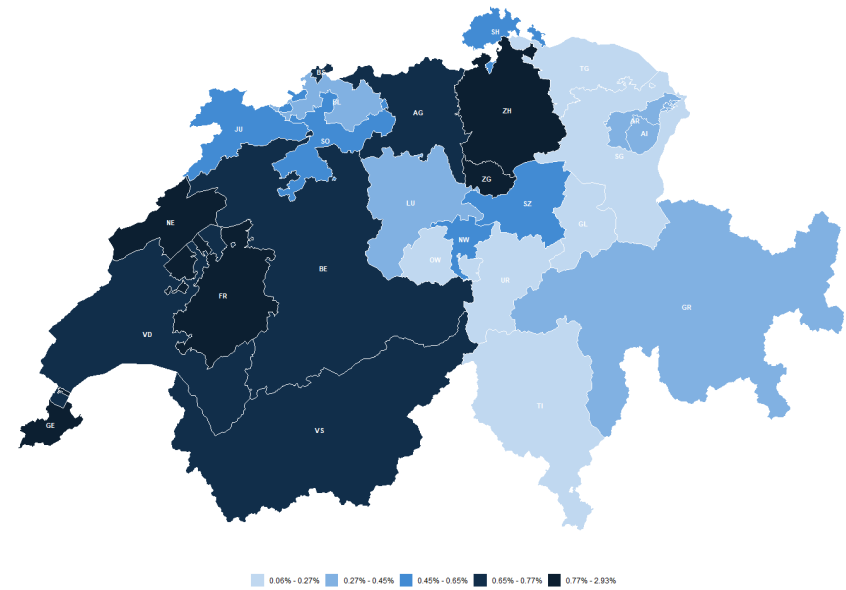 SH
TG
BS
BL
AG
ZH
JU
SO
AR
AI
SG
ZG
LU
SZ
NE
GL
NW
OW
BE
UR
FR
GR
VD
TI
GE
VS
0.06% - 0.27% 0.27% - 0.45% 0.45% - 0.65% 0.65% - 0.77% 0.77% - 2.93%